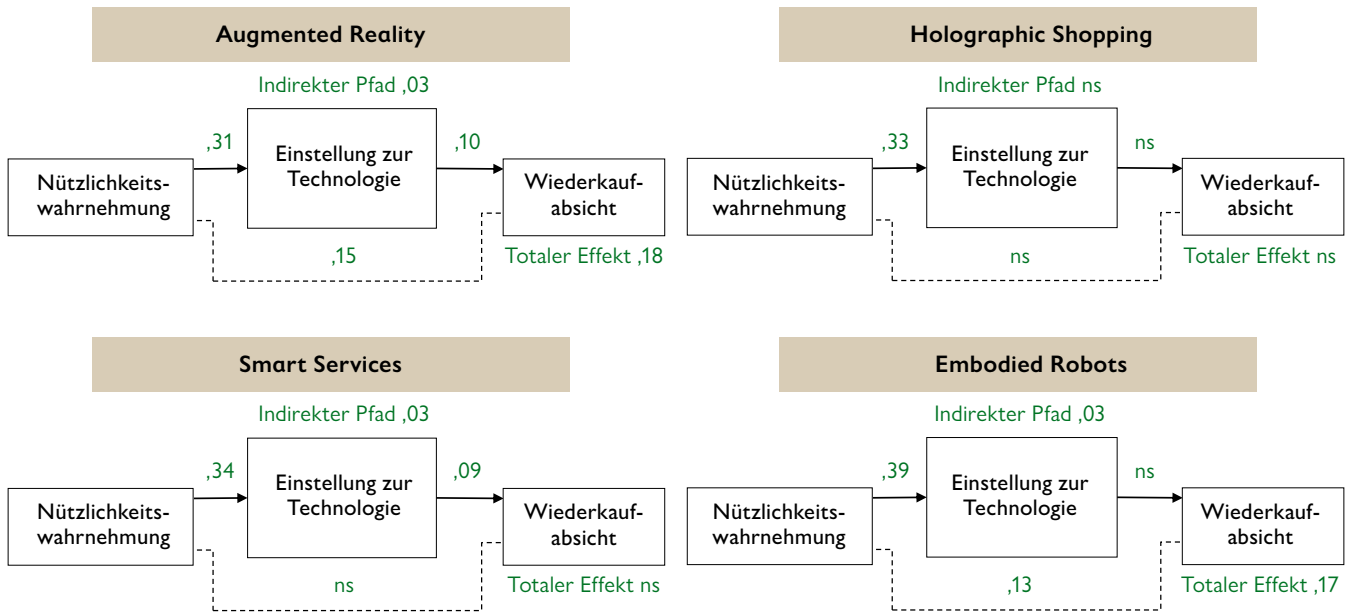 Augmented Reality
Indirekter Pfad ,03
,31
Einstellung zur
Technologie
,10
Nützlichkeits-
wahrnehmung
Wiederkauf-
absicht
,15
Totaler Effekt ,18
Holographic Shopping
Indirekter Pfad ns
,33
Einstellung zur
Technologie
ns
Nützlichkeits-
wahrnehmung
Wiederkauf-
absicht
ns
Totaler Effekt ns
Smart Services
Indirekter Pfad ,03
,34
Einstellung zur
Technologie
,09
Nützlichkeits-
wahrnehmung
Wiederkauf-
absicht
ns
Totaler Effekt ns
Embodied Robots
Indirekter Pfad ,03
,39
Einstellung zur
Technologie
ns
Nützlichkeits-
wahrnehmung
Wiederkauf-
absicht
,13
Totaler Effekt ,17